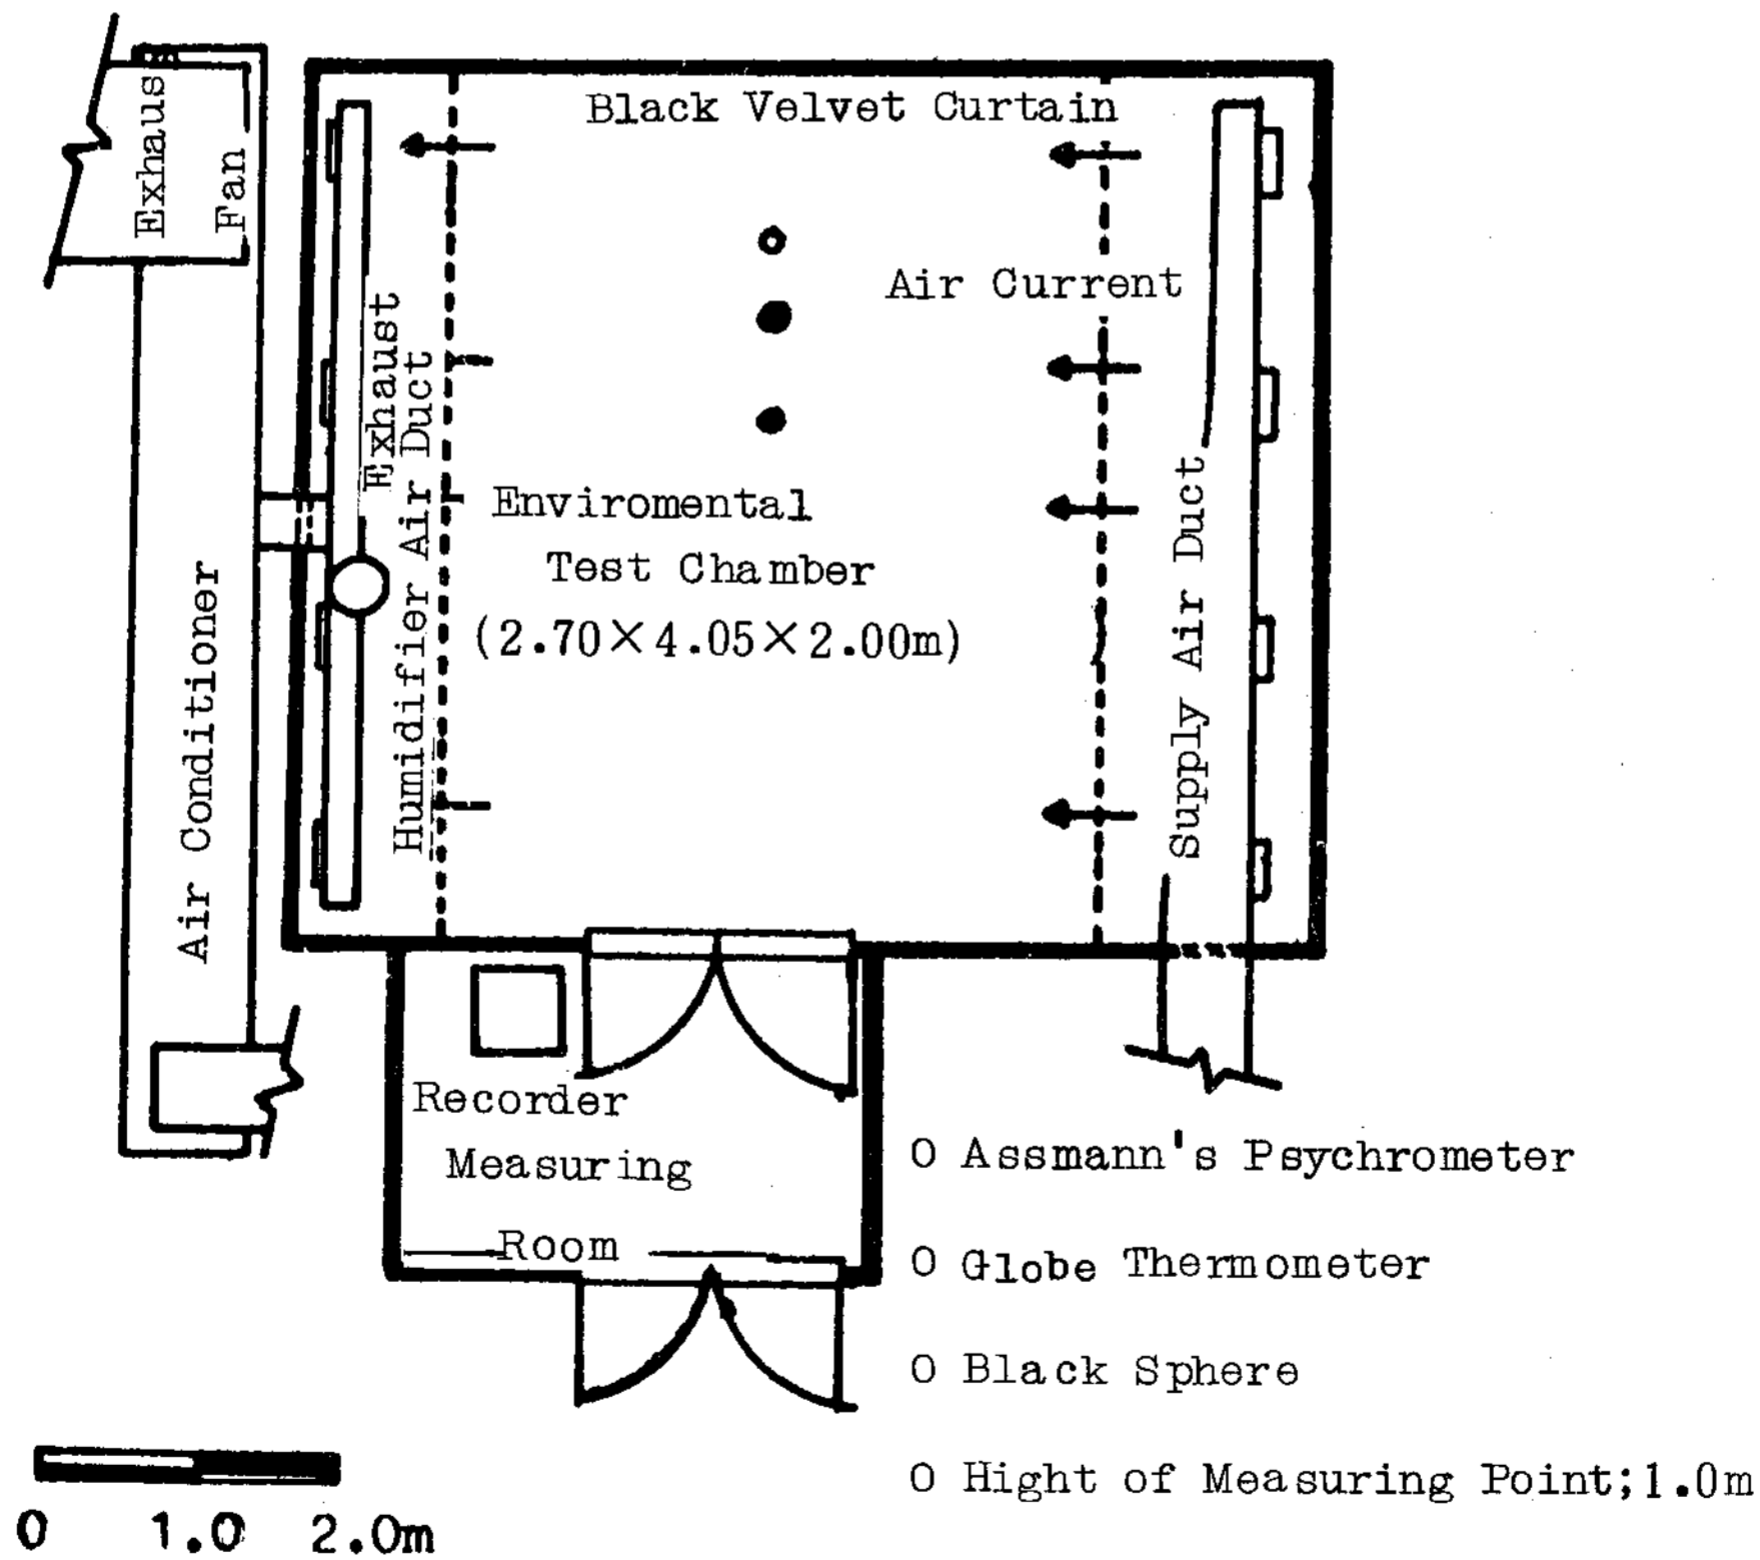 Exhaus
Fan
Black Velvet Curtain
Air Current
Exhaust
Humidifier Air Duct
Enviromental
Test Chamber
(2.70×4.05×2.00m)
Supply Air Duct
Air Conditioner
Recorder
Measuring
Room
O Assmann's Psychrometer
O Globe Thermometer
O Black Sphere
O Hight of Measuring Point;1.0m
0 1.0 2.0m